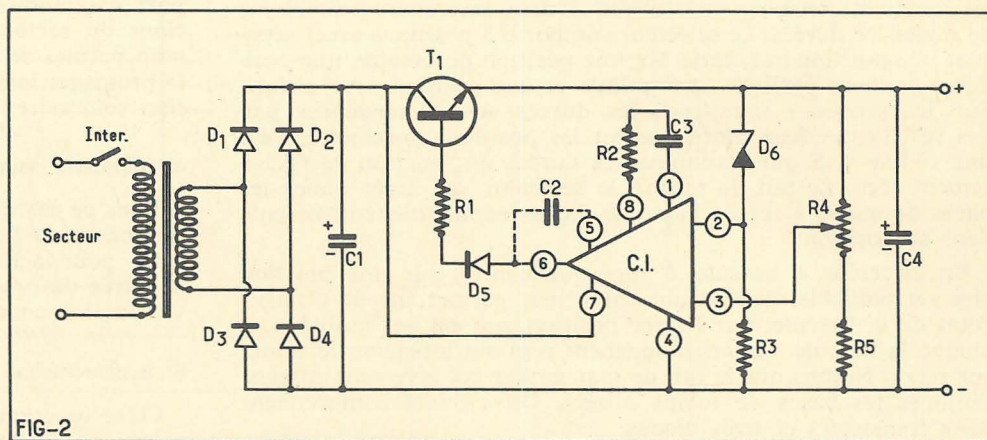 T1
C3
Inter.
D1
D2
R2
D6
1
8
2
R4
C2
5
Secteur
R1
C1
+
−
C.I.
C4
+
−
6
D5
7
3
4
D3
D4
R3
R5
+
−
FIG-2